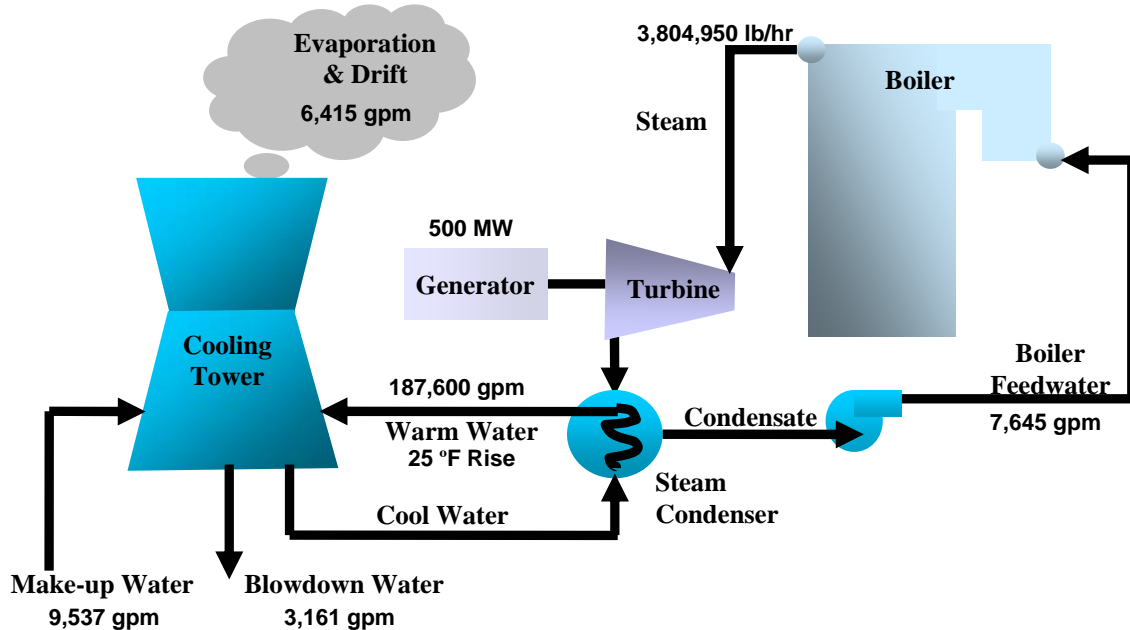 3,804,950 lb/hr
Evaporation
& Drift
6,415 gpm
Boiler
Steam
500 MW
Generator
Turbine
Cooling
Tower
Boiler
Feedwater
7,645 gpm
187,600 gpm
Warm Water
25 ºF Rise
Condensate
Steam
Condenser
Cool Water
Make-up Water
9,537 gpm
Blowdown Water
3,161 gpm